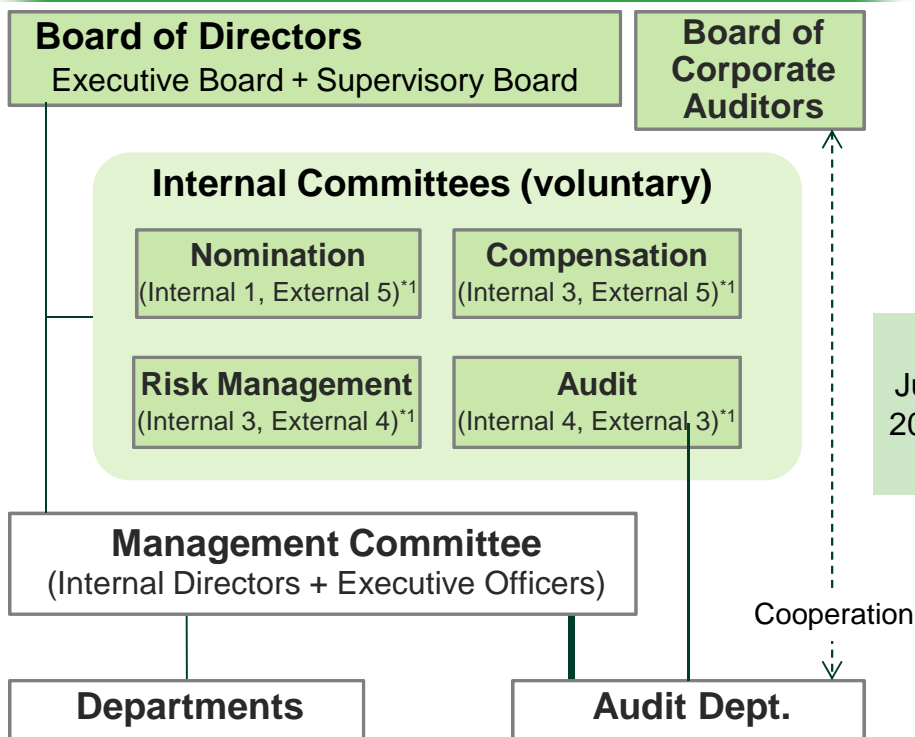 Board of Directors
Executive Board + Supervisory Board
Board of
Corporate
Auditors
Internal Committees (voluntary)
Nomination
(Internal 1, External 5)*1
Compensation
(Internal 3, External 5)*1
Risk Management
(Internal 3, External 4)*1
Audit
(Internal 4, External 3)*1
Management Committee
(Internal Directors + Executive Officers)
Cooperation
Departments
Audit Dept.